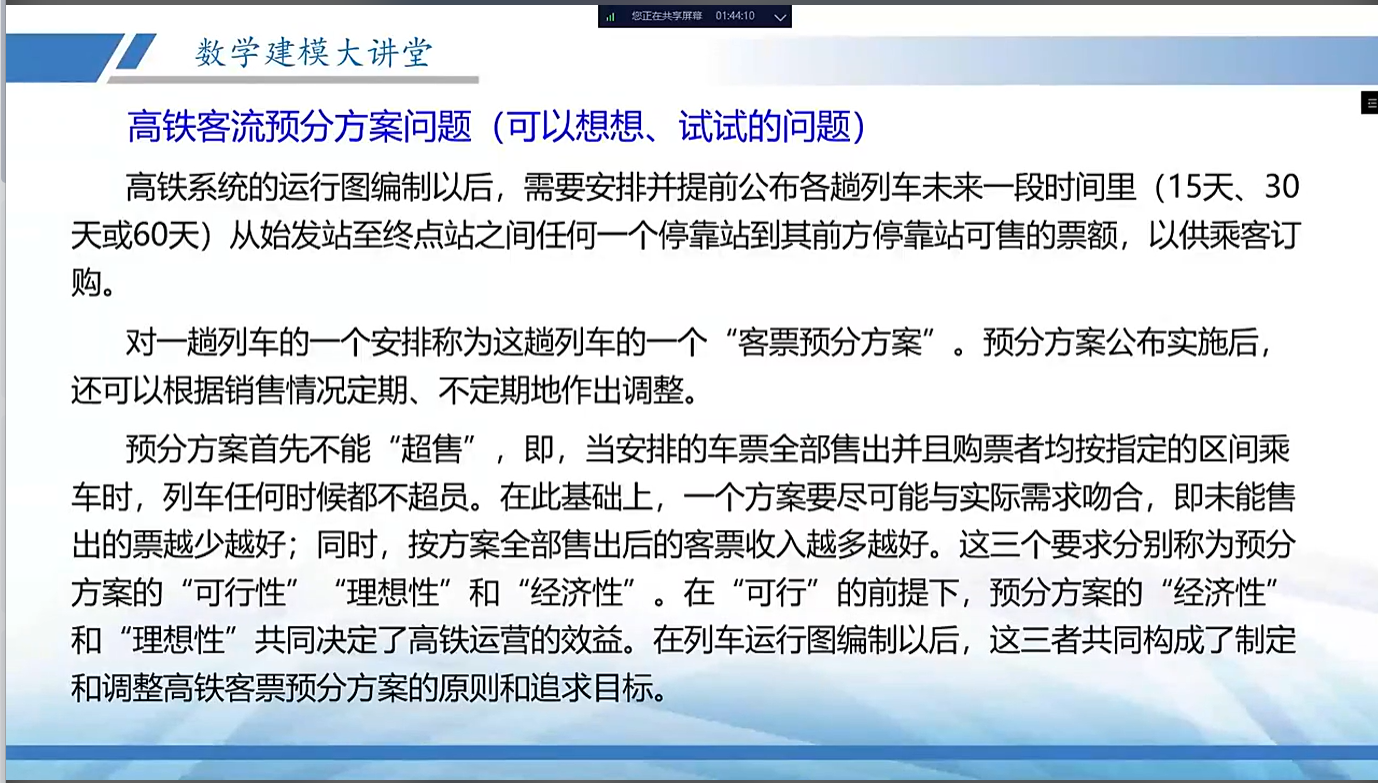 您正在共享屏幕 01:44:10
数学建模大讲堂
高铁客流预分方案问题（可以想想、试试的问题）
高铁系统的运行图编制以后，需要安排并提前公布各趟列车未来一段时间里（15天、30
天或60天）从始发站至终点站之间任何一个停靠站到其前方停靠站可售的票额，以供乘客订
购。
对一趟列车的一个安排称为这趟列车的一个“客票预分方案”。预分方案公布实施后，
还可以根据销售情况定期、不定期地作出调整。
预分方案首先不能“超售”，即，当安排的车票全部售出并且购票者均按指定的区间乘
车时，列车任何时候都不超员。在此基础上，一个方案要尽可能与实际需求吻合，即未能售
出的票越少越好；同时，按方案全部售出后的客票收入越多越好。这三个要求分别称为预分
方案的“可行性”“理想性”和“经济性”。在“可行”的前提下，预分方案的“经济性”
和“理想性”共同决定了高铁运营的效益。在列车运行图编制以后，这三者共同构成了制定
和调整高铁客票预分方案的原则和追求目标。